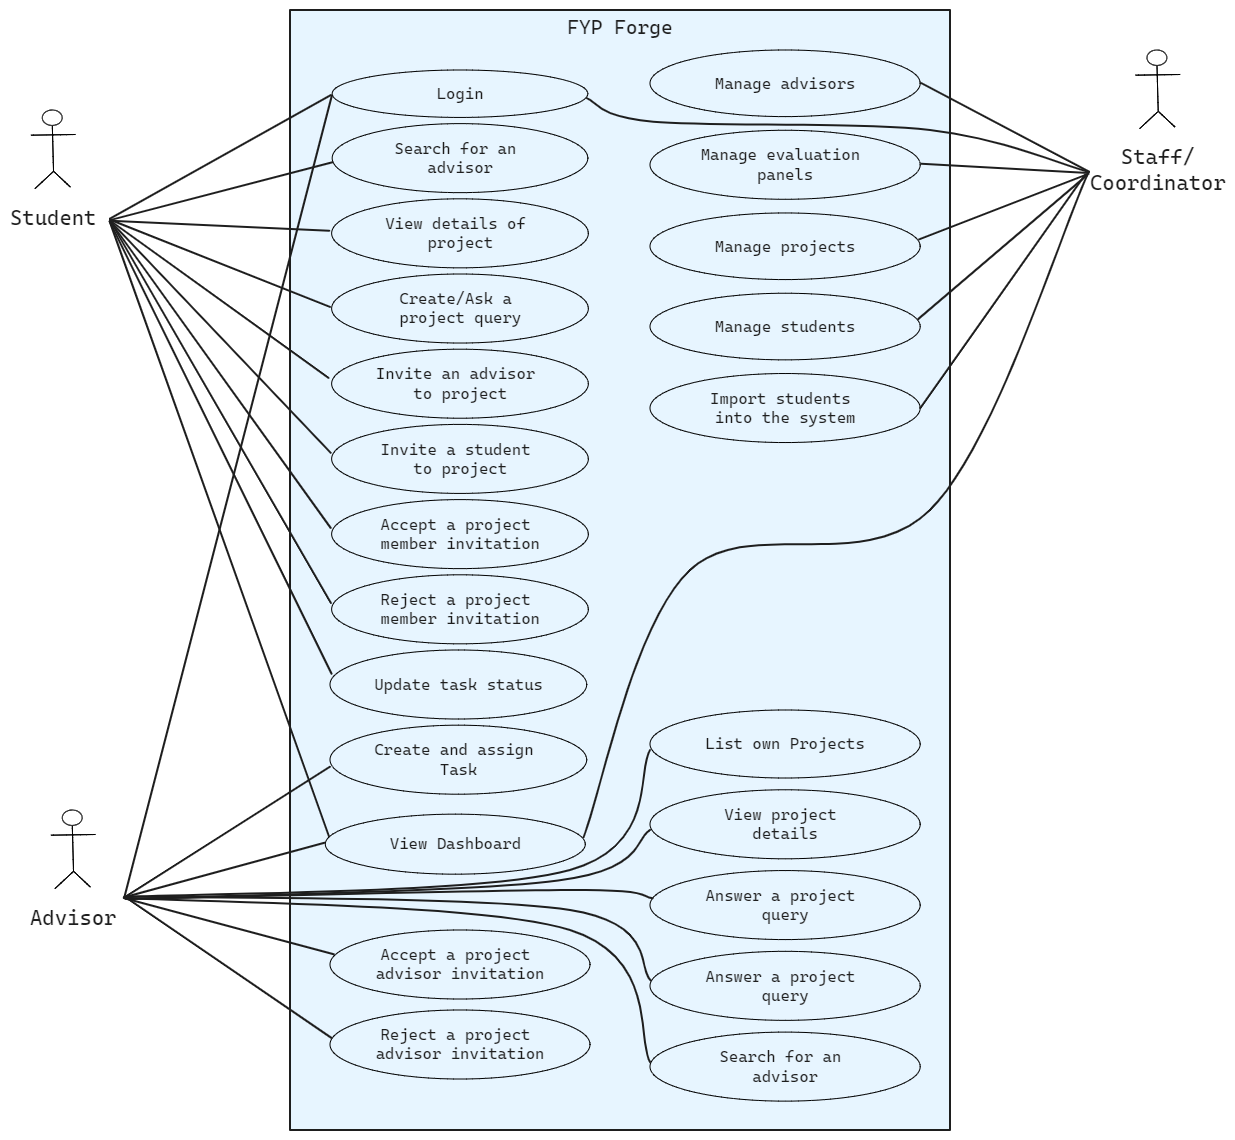 FYP Forge
Student
Advisor
Staff/
Coordinator
Login
Search for an
advisor
View details of
project
Create/Ask a
project query
Invite an advisor
to project
Invite a student
to project
Accept a project
member invitation
Reject a project
member invitation
Update task status
Create and assign
Task
View Dashboard
Accept a project
advisor invitation
Reject a project
advisor invitation
Manage advisors
Manage evaluation
panels
Manage projects
Manage students
Import students
into the system
List own Projects
View project
details
Answer a project
query
Answer a project
query
Search for an
advisor